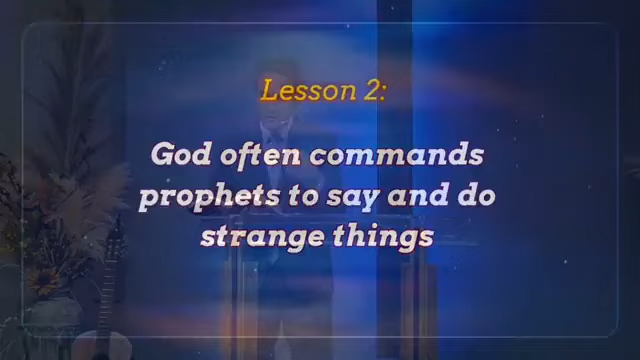 Lesson 2:
God often commands
prophets to say and do
strange things